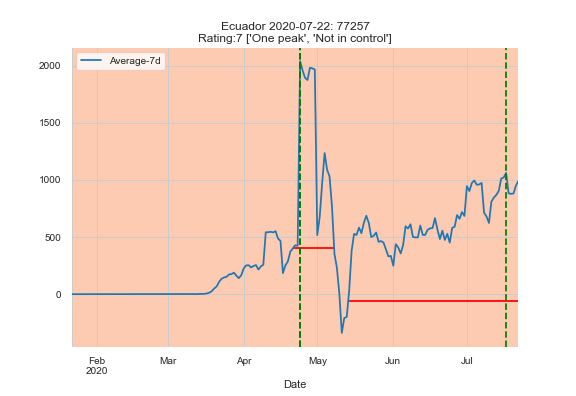 Ecuador 2020-07-22: 77257
Rating:7 ['One peak', 'Not in control']
Average-7d
2000
1500
1000
500
0
Feb
2020
Mar
Apr
May
Jun
Jul
Date